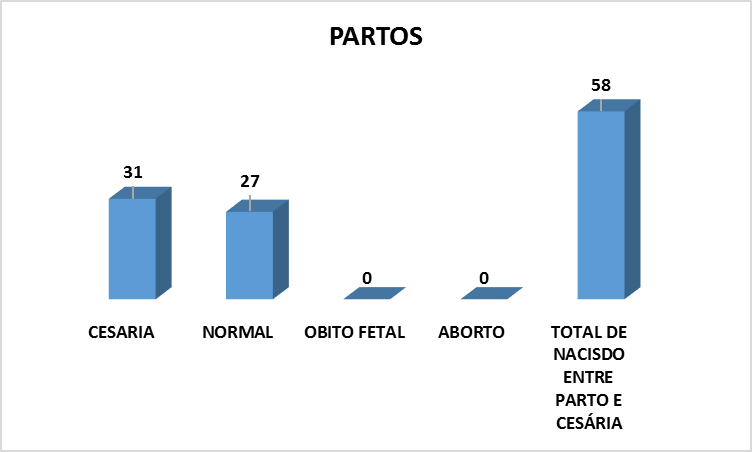 PARTOS
31
27
0
0
58
CESARIA
NORMAL
OBITO FETAL
ABORTO
TOTAL DE
NACISDO
ENTRE
PARTO E
CESÁRIA